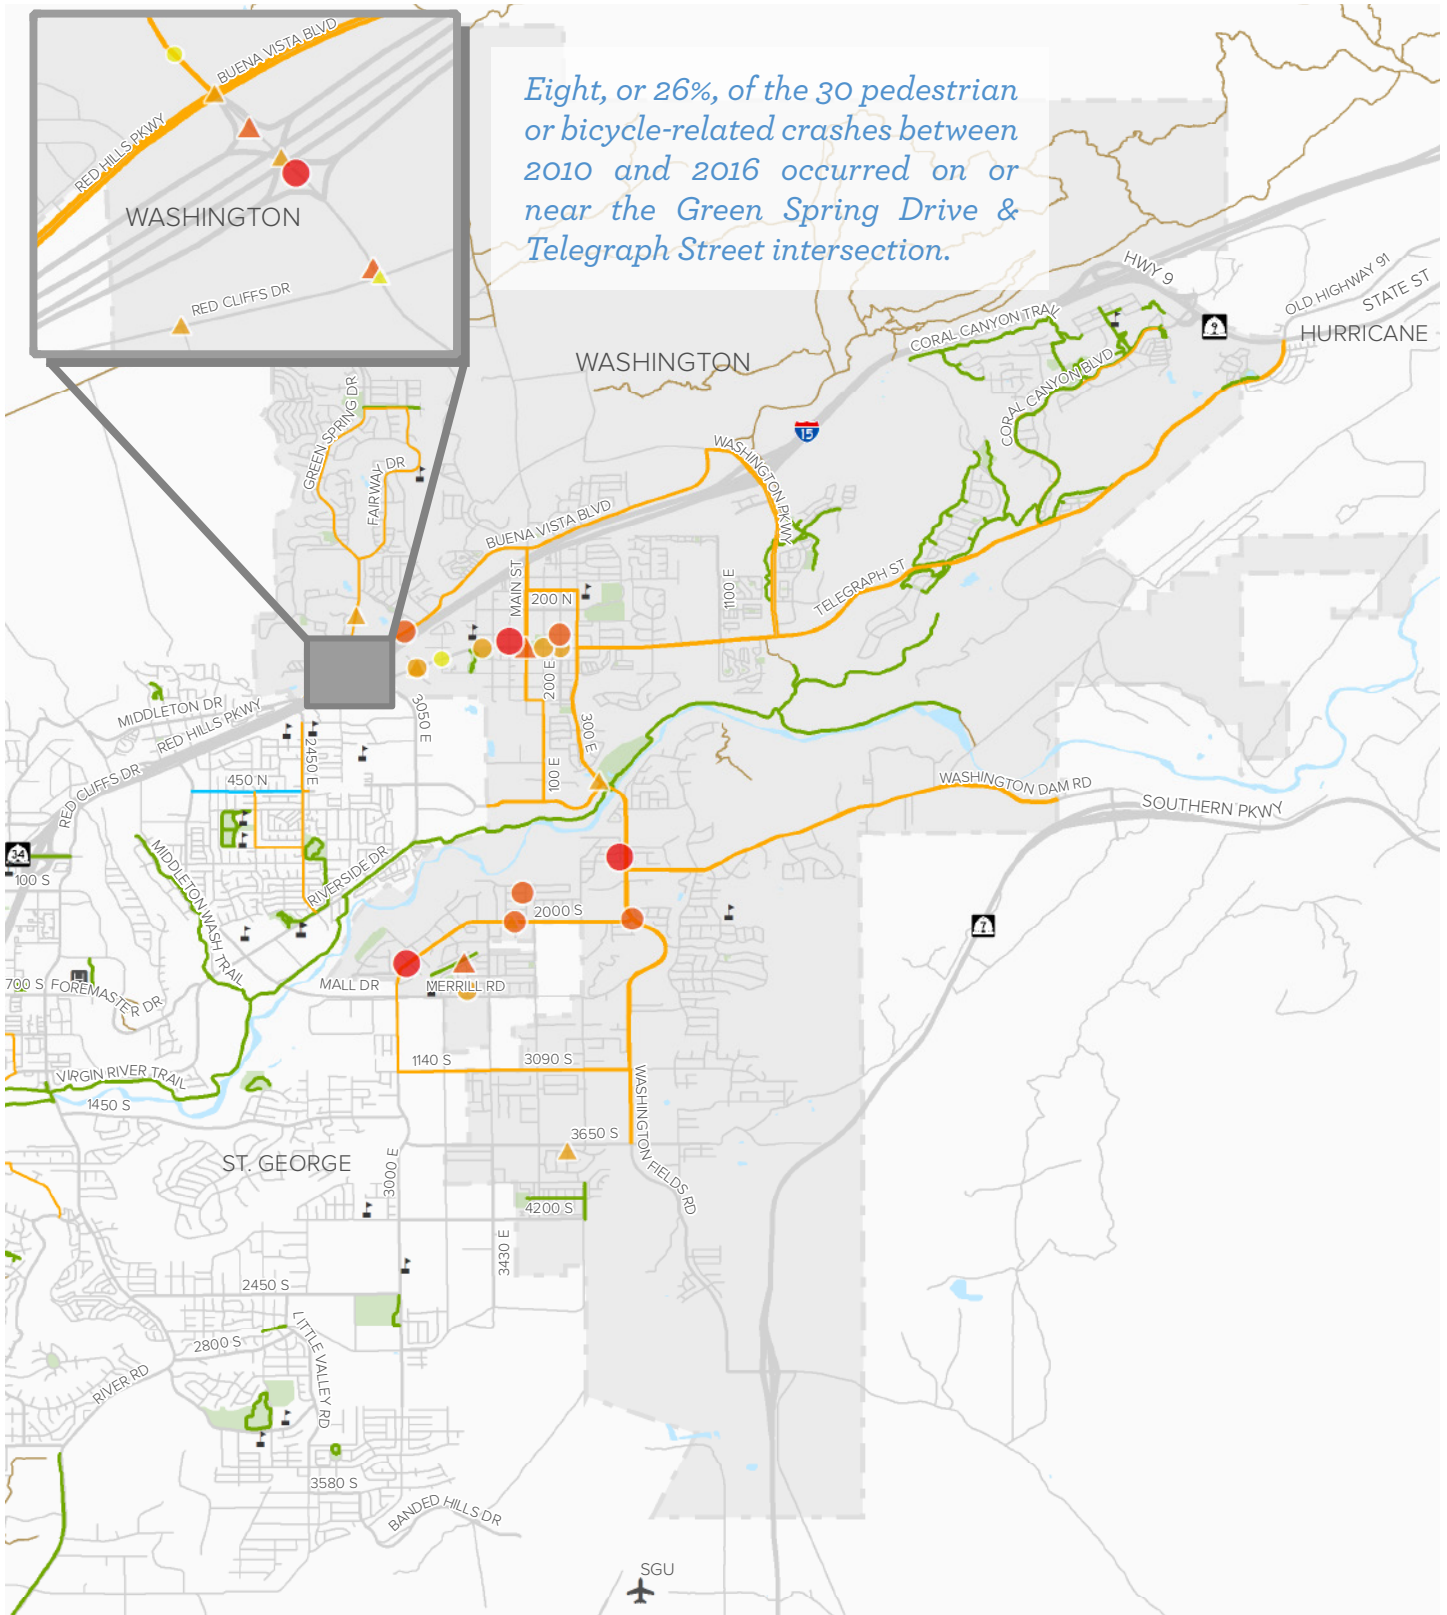 BUENA VISTA BLVD
RED HILLS PKWY
WASHINGTON
RED CLIFFS DR
Eight, or 26%, of the 30 pedestrian
or bicycle-related crashes between
2010 and 2016 occurred on or
near the Green Spring Drive &
Telegraph Street intersection.
HWY 9
OLD HIGHWAY 91
STATE ST
9
HURRICANE
CORAL CANYON TRAIL
WASHINGTON
CORAL CANYON BLVD
GREEN SPRING DR
15
WASHINGTON PKWY
FAIRWAY DR
BUENA VISTA BLVD
MAIN ST
200 N
1100 E
TELEGRAPH ST
200 E
MIDDLETON DR
RED HILLS PKWY
3050 E
300 E
2450 E
RED CLIFFS DR
450 N
100 E
WASHINGTON DAM RD
SOUTHERN PKWY
34
100 S
MIDDLETON WASH TRAIL
RIVERSIDE DR
2000 S
7
700 S
FOREMASTER DR
H
MALL DR
MERRILL RD
1140 S
3090 S
VIRGIN RIVER TRAIL
1450 S
WASHINGTON FIELDS RD
3650 S
ST. GEORGE
3000 E
4200 S
3430 E
2450 S
2800 S
LITTLE VALLEY RD
RIVER RD
3580 S
BANDED HILLS DR
SGU